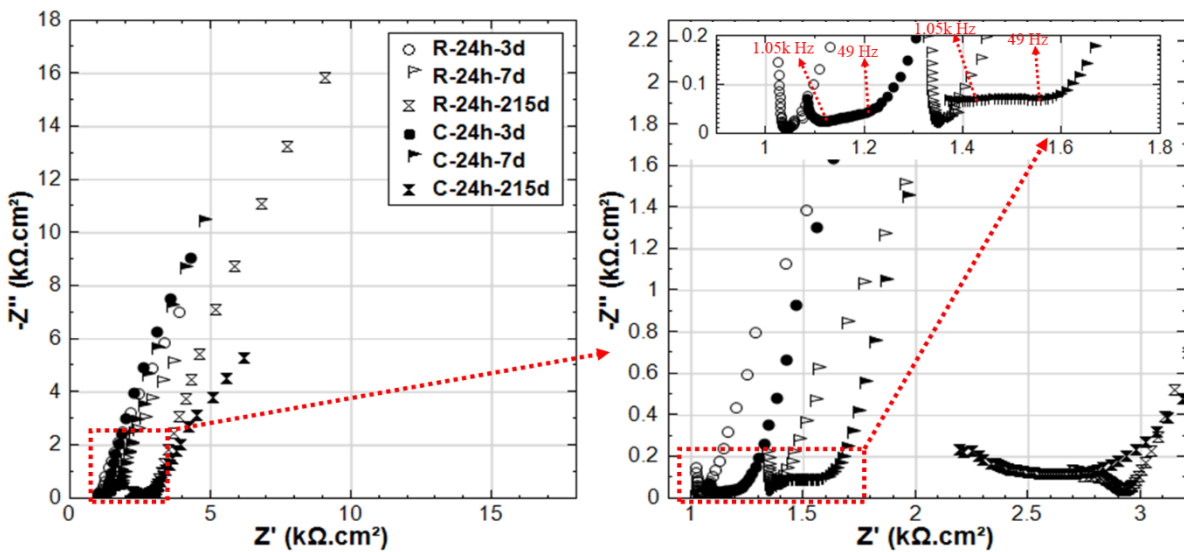 18
16
14
12
10
8
6
4
2
0
-Z'' (kΩ.cm²)
0 5 10 15
Z' (kΩ.cm²)
R-24h-3d
R-24h-7d
R-24h-215d
C-24h-3d
C-24h-7d
C-24h-215d
2.2
2
1.8
1.6
1.4
1.2
1
0.8
0.6
0.4
0.2
0
-Z'' (kΩ.cm²)
1 1.5 2 2.5 3
Z' (kΩ.cm²)
0.2
0.1
0
1 1.2 1.4 1.6 1.8
1.05k Hz
49 Hz
1.05k Hz
49 Hz